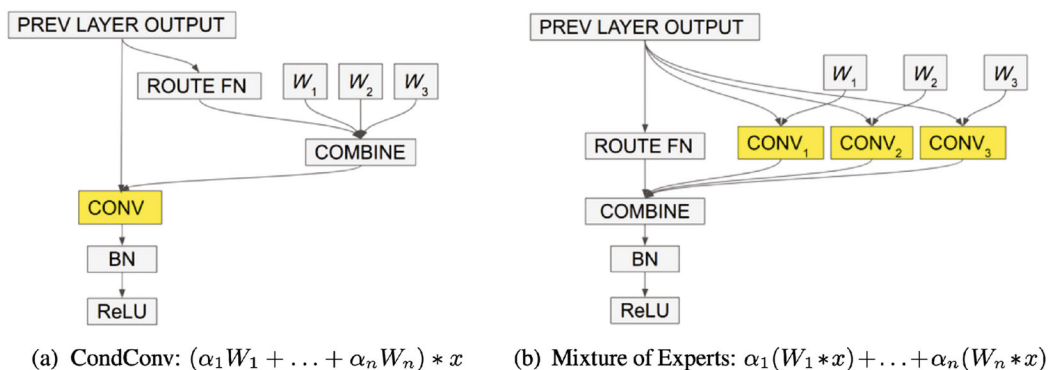 PREV LAYER OUTPUT
ROUTE FN
W₁ W₂ W₃
COMBINE
CONV
BN
ReLU
(a) CondConv: (α₁W₁ + . . . + αₙWₙ) ∗ x
PREV LAYER OUTPUT
W₁ W₂ W₃
ROUTE FN
CONV₁ CONV₂ CONV₃
COMBINE
BN
ReLU
(b) Mixture of Experts: α₁(W₁∗x)+. . .+αₙ(Wₙ∗x)